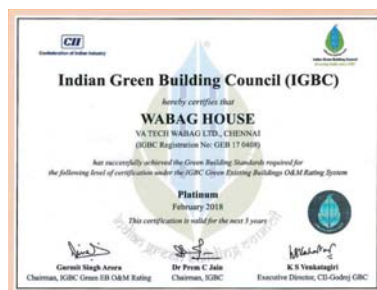 CII
Confederation of Indian Industry
Indian Green Building Council (IGBC)
hereby certifies that
WABAG HOUSE
VA TECH WABAG LTD., CHENNAI
(IGBC Registration No: GEB 17 0408)
has successfully achieved the Green Building Standards required for
the following level of certification under the IGBC Green Existing Buildings O&M Rating System
Platinum
February 2018
This certification is valid for the next 3 years
indian green building council
Gurmit Singh Arora
Dr Prem C Jain
K S Venkatagiri
Chairman, IGBC Green EB O&M Rating
Chairman, IGBC
Executive Director, CII-Godrej GBC